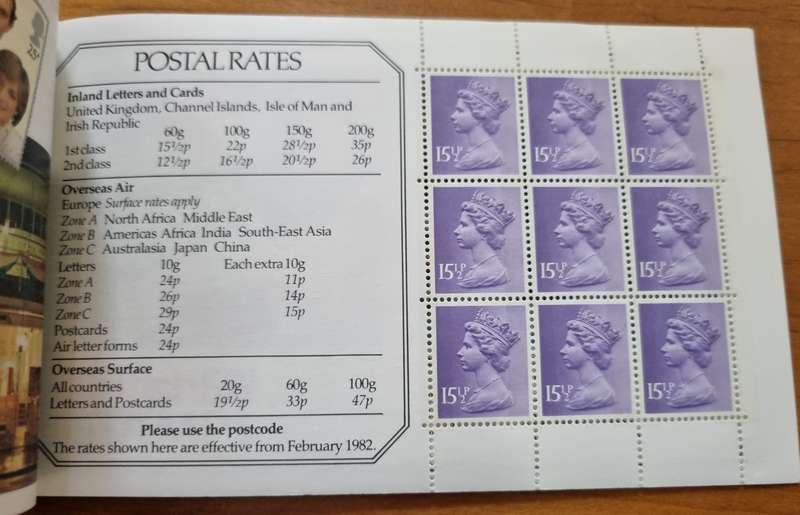 POSTAL RATES
Inland Letters and Cards
United Kingdom, Channel Islands, Isle of Man and
Irish Republic
60g 100g 150g 200g
1st class 15½p 22p 28½p 35p
2nd class 12½p 16½p 20½p 26p
Overseas Air
Europe Surface rates apply
Zone A North Africa Middle East
Zone B Americas Africa India South-East Asia
Zone C Australasia Japan China
Letters 10g Each extra 10g
Zone A 24p 11p
Zone B 26p 14p
Zone C 29p 15p
Postcards 24p
Air letter forms 24p
Overseas Surface
All countries 20g 60g 100g
Letters and Postcards 19½p 33p 47p
Please use the postcode
The rates shown here are effective from February 1982.
25p
15½P 15½P 15½P
15½P 15½P 15½P
15½P 15½P 15½P